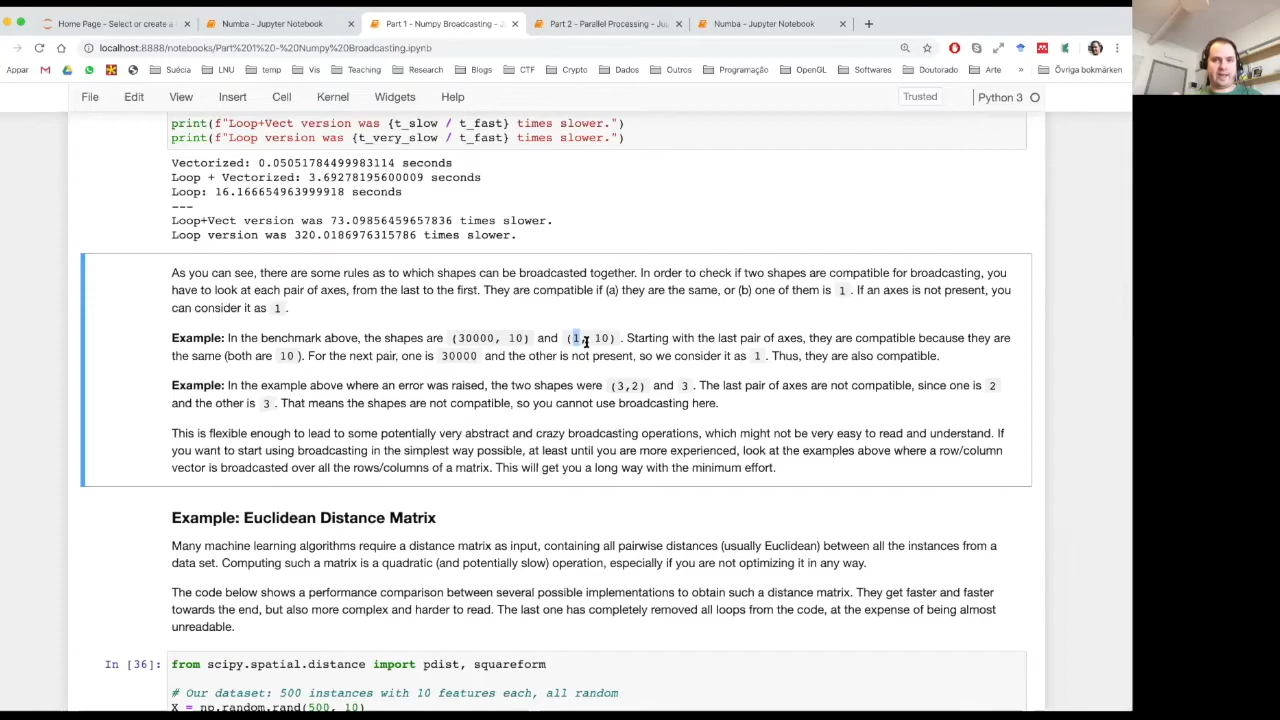 Home Page - Select or create a
Numba - Jupyter Notebook
Part 1 - Numpy Broadcasting - J
Part 2 - Parallel Processing - Ju
Numba - Jupyter Notebook
localhost:8888/notebooks/Part%201%20-%20Numpy%20Broadcasting.ipynb
Appar
Suécia
LNU
temp
Vis
Teaching
Research
Blogs
CTF
Crypto
Dados
Outros
Programação
OpenGL
Softwares
Doutorado
Arte
»
Övriga bokmärken
File Edit View Insert Cell Kernel Widgets Help
Trusted
Python 3
print(f"Loop+Vect version was {t_slow / t_fast} times slower.")
print(f"Loop version was {t_very_slow / t_fast} times slower.")
Vectorized: 0.05051784499983114 seconds
Loop + Vectorized: 3.69278195600009 seconds
Loop: 16.166654963999918 seconds
---
Loop+Vect version was 73.09856459657836 times slower.
Loop version was 320.0186976315786 times slower.
As you can see, there are some rules as to which shapes can be broadcasted together. In order to check if two shapes are compatible for broadcasting, you
have to look at each pair of axes, from the last to the first. They are compatible if (a) they are the same, or (b) one of them is 1. If an axes is not present, you
can consider it as 1.
Example: In the benchmark above, the shapes are (30000, 10) and (1, 10). Starting with the last pair of axes, they are compatible because they are
the same (both are 10). For the next pair, one is 30000 and the other is not present, so we consider it as 1. Thus, they are also compatible.
Example: In the example above where an error was raised, the two shapes were (3,2) and 3. The last pair of axes are not compatible, since one is 2
and the other is 3. That means the shapes are not compatible, so you cannot use broadcasting here.
This is flexible enough to lead to some potentially very abstract and crazy broadcasting operations, which might not be very easy to read and understand. If
you want to start using broadcasting in the simplest way possible, at least until you are more experienced, look at the examples above where a row/column
vector is broadcasted over all the rows/columns of a matrix. This will get you a long way with the minimum effort.
Example: Euclidean Distance Matrix
Many machine learning algorithms require a distance matrix as input, containing all pairwise distances (usually Euclidean) between all the instances from a
data set. Computing such a matrix is a quadratic (and potentially slow) operation, especially if you are not optimizing it in any way.
The code below shows a performance comparison between several possible implementations to obtain such a distance matrix. They get faster and faster
towards the end, but also more complex and harder to read. The last one has completely removed all loops from the code, at the expense of being almost
unreadable.
In [36]: from scipy.spatial.distance import pdist, squareform
# Our dataset: 500 instances with 10 features each, all random
X = np.random.rand(500, 10)